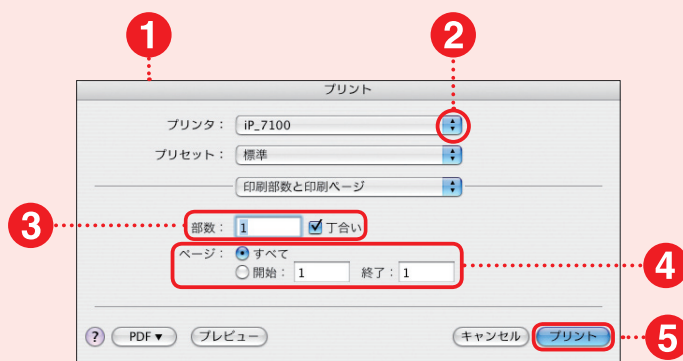 1 2
プリント
プリンタ： iP_7100
プリセット： 標準
印刷部数と印刷ページ
3 部数： 1 丁合い
ページ： すべて
開始： 1 終了： 1 4
? PDF▼ プレビュー キャンセル プリント 5